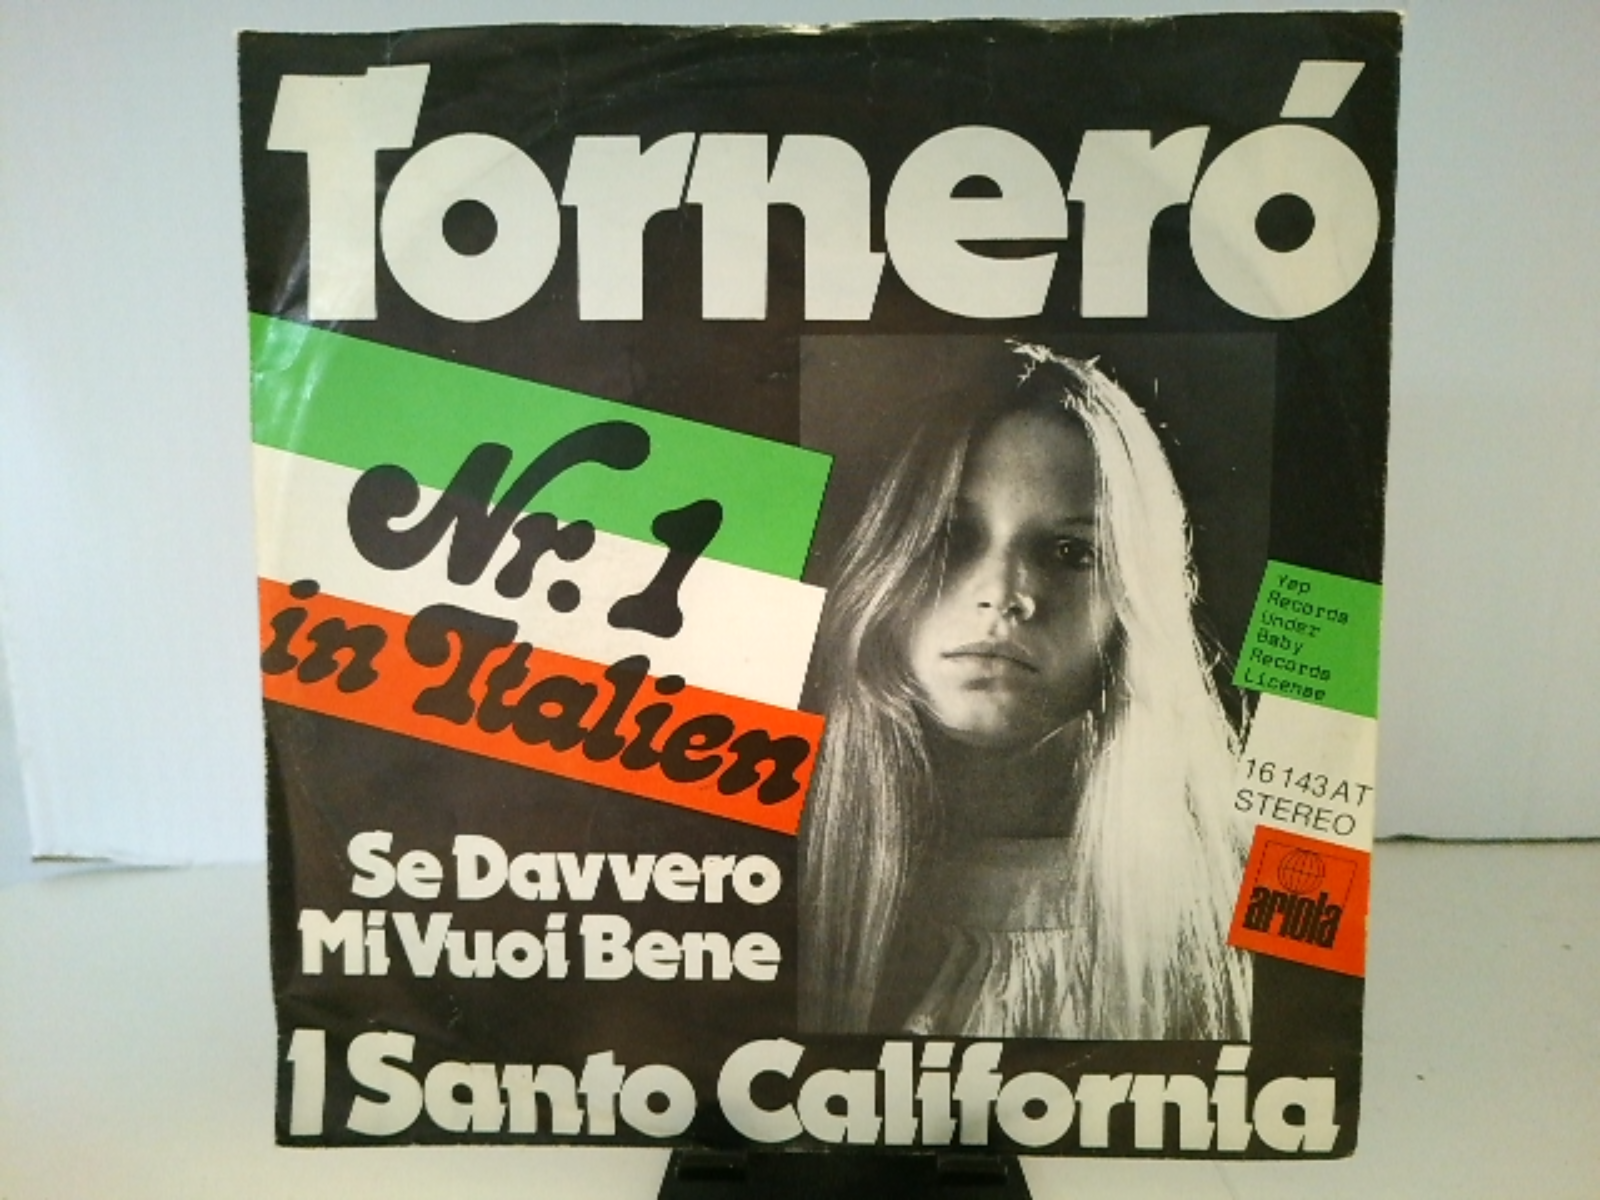 Torneró
Nr. 1
in Italien
Yep
Records
Under
Baby
Records
License
16 143 AT
STEREO
ariola
Se Davvero
Mi Vuoi Bene
I Santo California